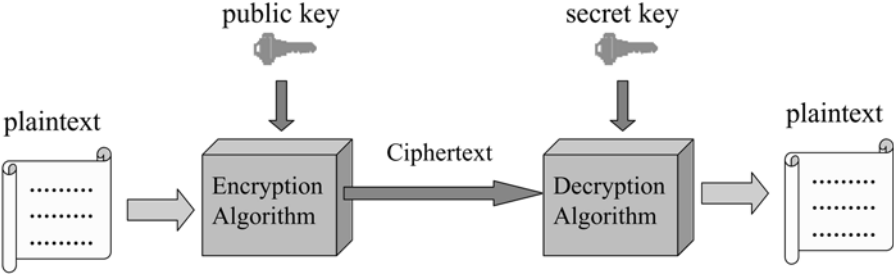 public key
secret key
plaintext
Encryption
Algorithm
Ciphertext
Decryption
Algorithm
plaintext